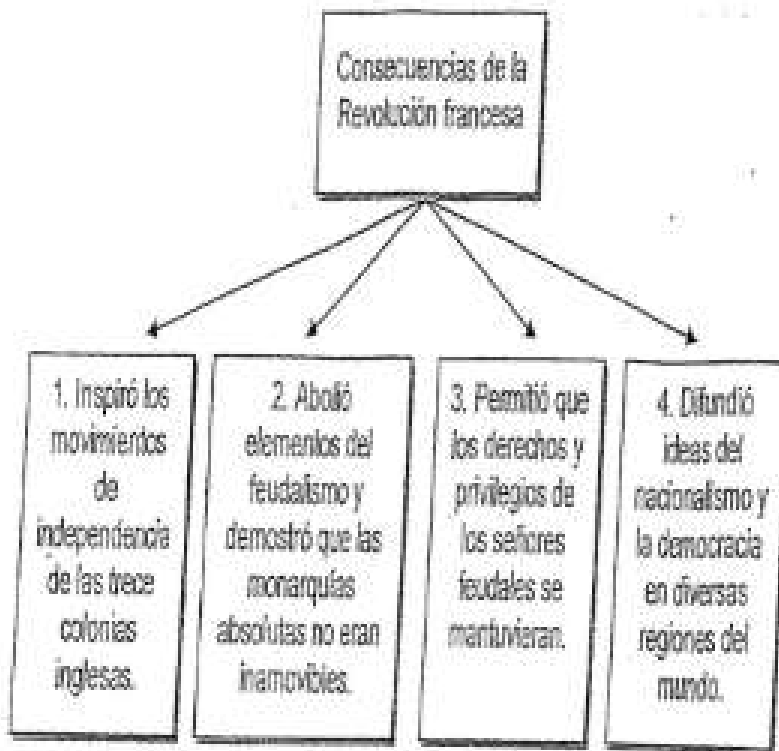 Consecuencias de la
Revolución francesa
1. Inspiró los
movimientos
de
independencia
de las trece
colonias
inglesas.
2. Abolió
elementos del
feudalismo y
demostró que las
monarquías
absolutas no eran
inamovibles.
3. Permitió que
los derechos y
privilegios de
los señores
feudales se
mantuvieran.
4. Difundió
ideas del
nacionalismo y
la democracia
en diversas
regiones del
mundo.